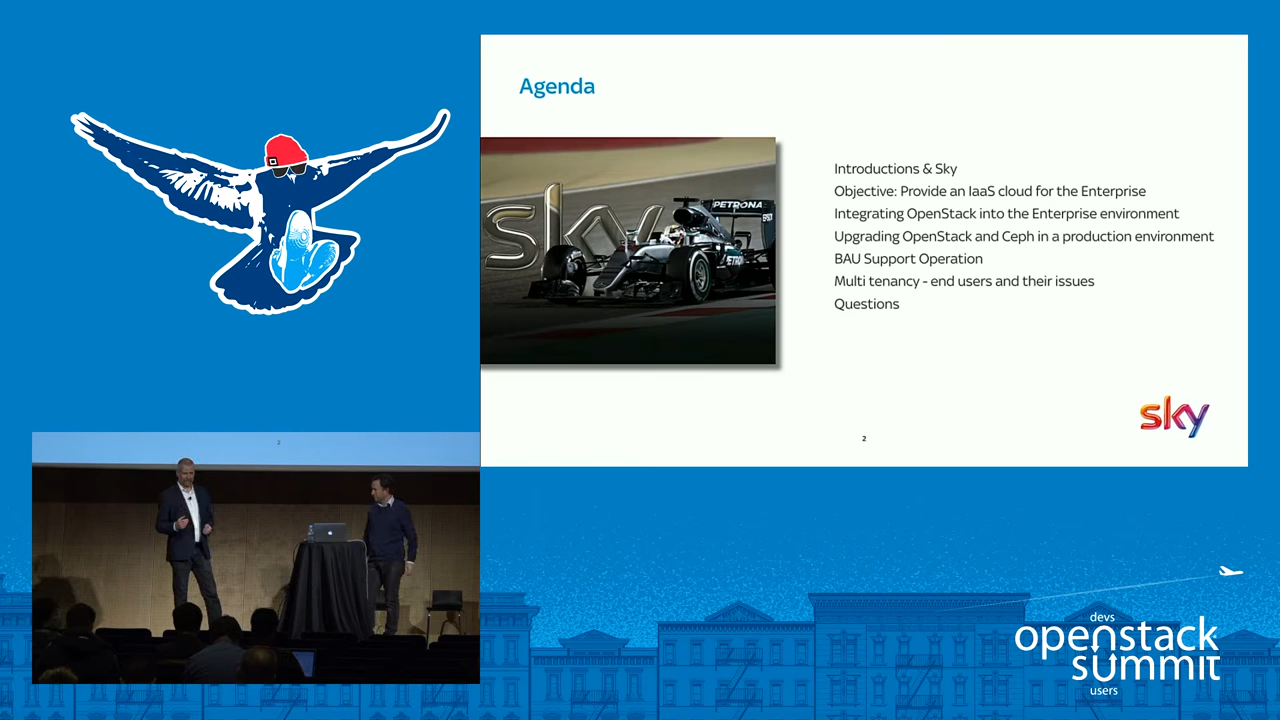 Agenda
sky
PETRONAS
Introductions & Sky
Objective: Provide an IaaS cloud for the Enterprise
Integrating OpenStack into the Enterprise environment
Upgrading OpenStack and Ceph in a production environment
BAU Support Operation
Multi tenancy - end users and their issues
Questions
sky
2
2
devs
openstack
summit
users